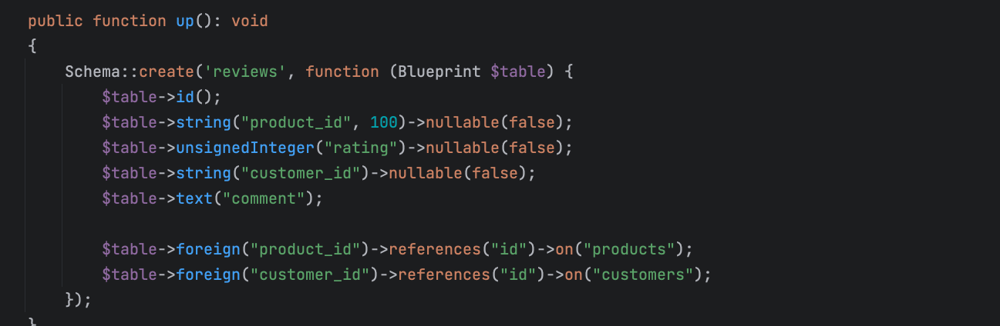 public function up(): void
{
    Schema::create('reviews', function (Blueprint $table) {
        $table->id();
        $table->string("product_id", 100)->nullable(false);
        $table->unsignedInteger("rating")->nullable(false);
        $table->string("customer_id")->nullable(false);
        $table->text("comment");

        $table->foreign("product_id")->references("id")->on("products");
        $table->foreign("customer_id")->references("id")->on("customers");
    });
}